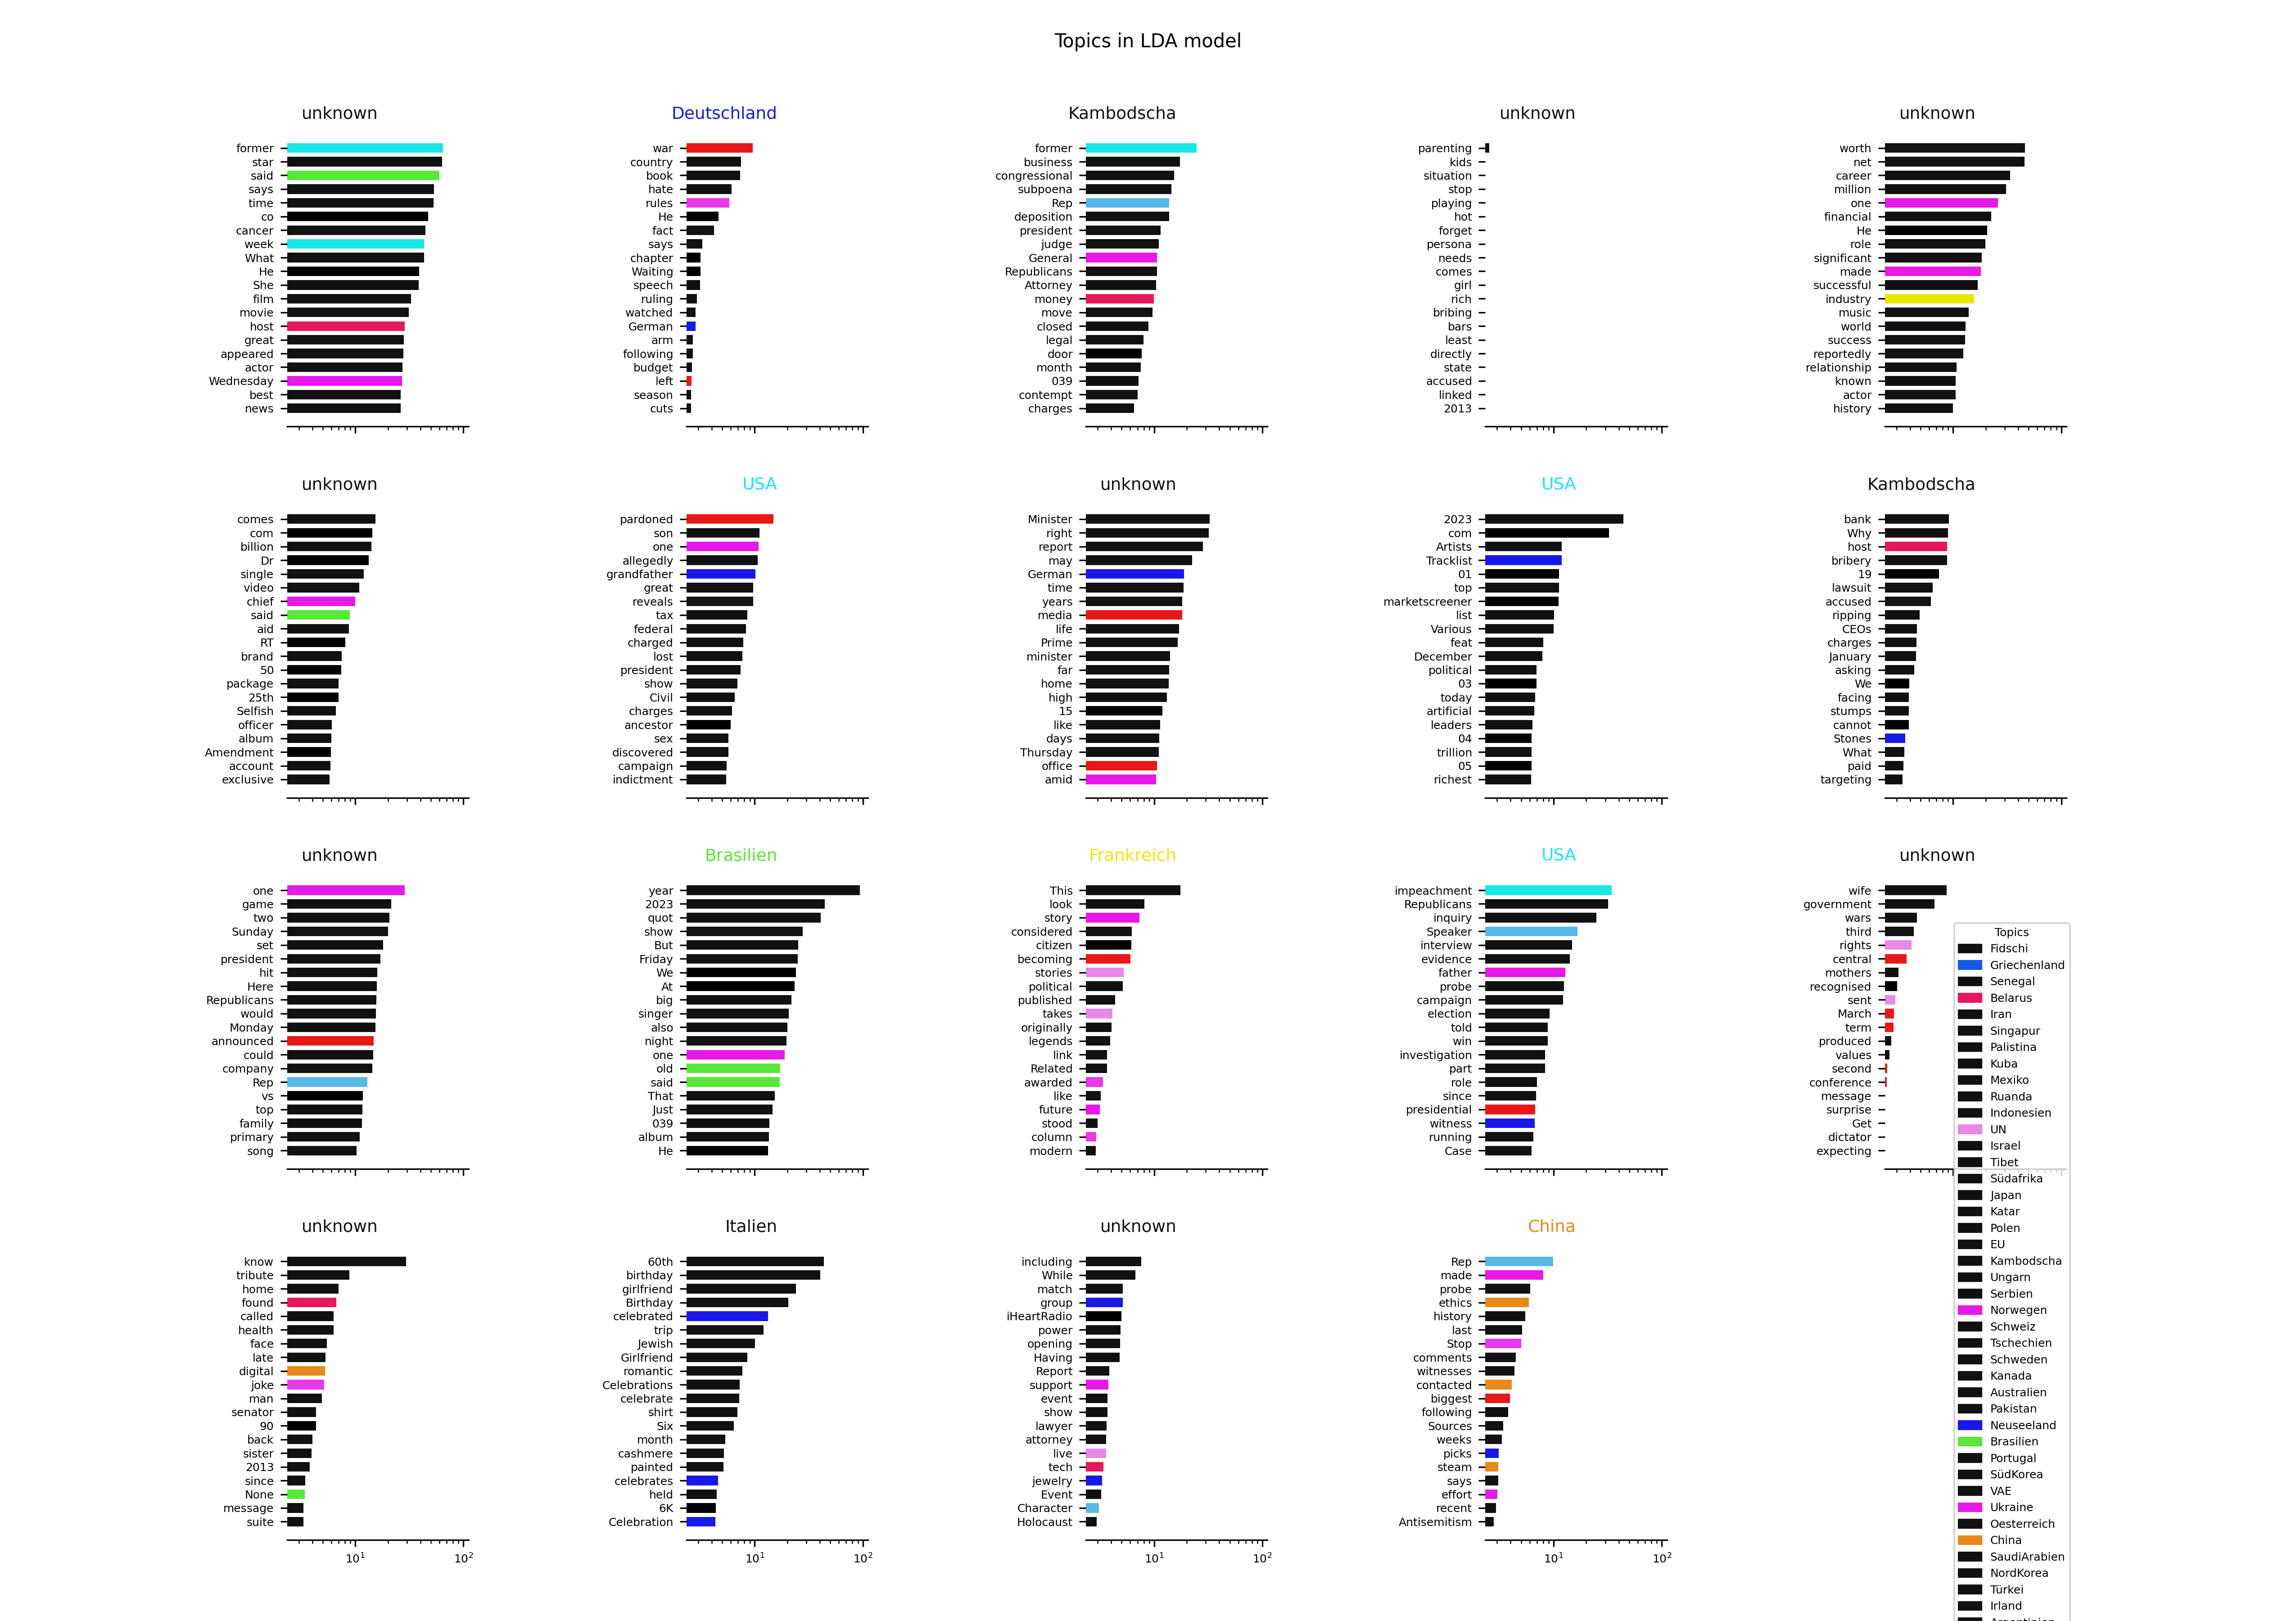 Topics in LDA model
unknown
former
star
said
says
time
co
cancer
week
What
He
She
film
movie
host
great
appeared
actor
Wednesday
best
news
Deutschland
war
country
book
hate
rules
He
fact
says
chapter
Waiting
speech
ruling
watched
German
arm
following
budget
left
season
cuts
Kambodscha
former
business
congressional
subpoena
Rep
deposition
president
judge
General
Republicans
Attorney
money
move
closed
legal
door
month
039
contempt
charges
unknown
parenting
kids
situation
stop
playing
hot
forget
persona
needs
comes
girl
rich
bribing
bars
least
directly
state
accused
linked
2013
unknown
worth
net
career
million
one
financial
He
role
significant
made
successful
industry
music
world
success
reportedly
relationship
known
actor
history
unknown
comes
com
billion
Dr
single
video
chief
said
aid
RT
brand
50
package
25th
Selfish
officer
album
Amendment
account
exclusive
USA
pardoned
son
one
allegedly
grandfather
great
reveals
tax
federal
charged
lost
president
show
Civil
charges
ancestor
sex
discovered
campaign
indictment
unknown
Minister
right
report
may
German
time
years
media
life
Prime
minister
far
home
high
15
like
days
Thursday
office
amid
USA
2023
com
Artists
Tracklist
01
top
marketscreener
list
Various
feat
December
political
03
today
artificial
leaders
04
trillion
05
richest
Kambodscha
bank
Why
host
bribery
19
lawsuit
accused
ripping
CEOs
charges
January
asking
We
facing
stumps
cannot
Stones
What
paid
targeting
unknown
one
game
two
Sunday
set
president
hit
Here
Republicans
would
Monday
announced
could
company
Rep
vs
top
family
primary
song
Brasilien
year
2023
quot
show
But
Friday
We
At
big
singer
also
night
one
old
said
That
Just
039
album
He
Frankreich
This
look
story
considered
citizen
becoming
stories
political
published
takes
originally
legends
link
Related
awarded
like
future
stood
column
modern
USA
impeachment
Republicans
inquiry
Speaker
interview
evidence
father
probe
campaign
election
told
win
investigation
part
role
since
presidential
witness
running
Case
unknown
wife
government
wars
third
rights
central
mothers
recognised
sent
March
term
produced
values
second
conference
message
surprise
Get
dictator
expecting
unknown
know
tribute
home
found
called
health
face
late
digital
joke
man
senator
90
back
sister
2013
since
None
message
suite
10^1 10^2
Italien
60th
birthday
girlfriend
Birthday
celebrated
trip
Jewish
Girlfriend
romantic
Celebrations
celebrate
shirt
Six
month
cashmere
painted
celebrates
held
6K
Celebration
10^1 10^2
unknown
including
While
match
group
iHeartRadio
power
opening
Having
Report
support
event
show
lawyer
attorney
live
tech
jewelry
Event
Character
Holocaust
10^1 10^2
China
Rep
made
probe
ethics
history
last
Stop
comments
witnesses
contacted
biggest
following
Sources
weeks
picks
steam
says
effort
recent
Antisemitism
10^1 10^2
Topics
Fidschi
Griechenland
Senegal
Belarus
Iran
Singapur
Palistina
Kuba
Mexiko
Ruanda
Indonesien
UN
Israel
Tibet
Südafrika
Japan
Katar
Polen
EU
Kambodscha
Ungarn
Serbien
Norwegen
Schweiz
Tschechien
Schweden
Kanada
Australien
Pakistan
Neuseeland
Brasilien
Portugal
SüdKorea
VAE
Ukraine
Oesterreich
China
SaudiArabien
NordKorea
Türkei
Irland